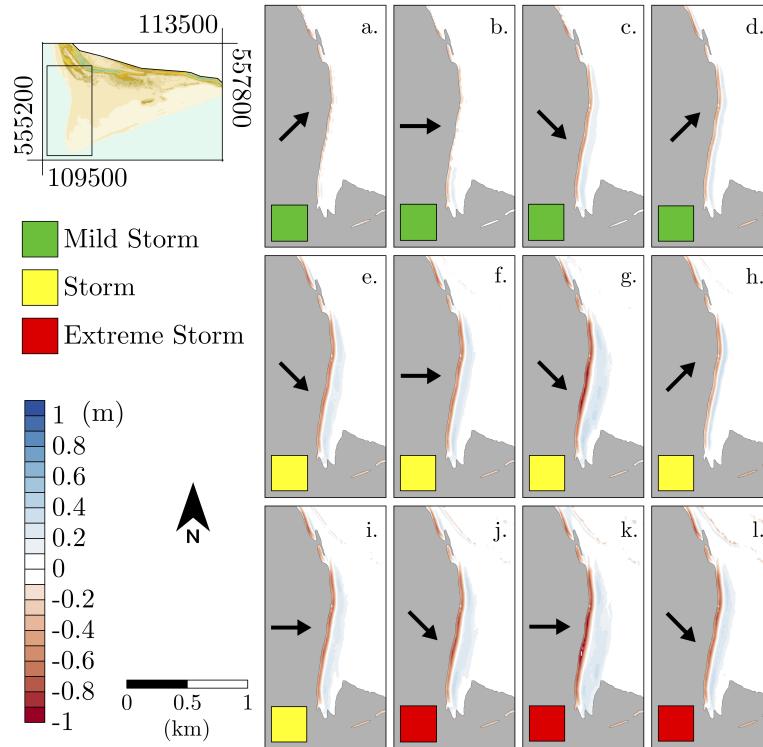 113500
555200
557800
109500
Mild Storm
Storm
Extreme Storm
1 (m)
0.8
0.6
0.4
0.2
0
-0.2
-0.4
-0.6
-0.8
-1
N
0 0.5 1
(km)
a. b. c. d.
e. f. g. h.
i. j. k. l.